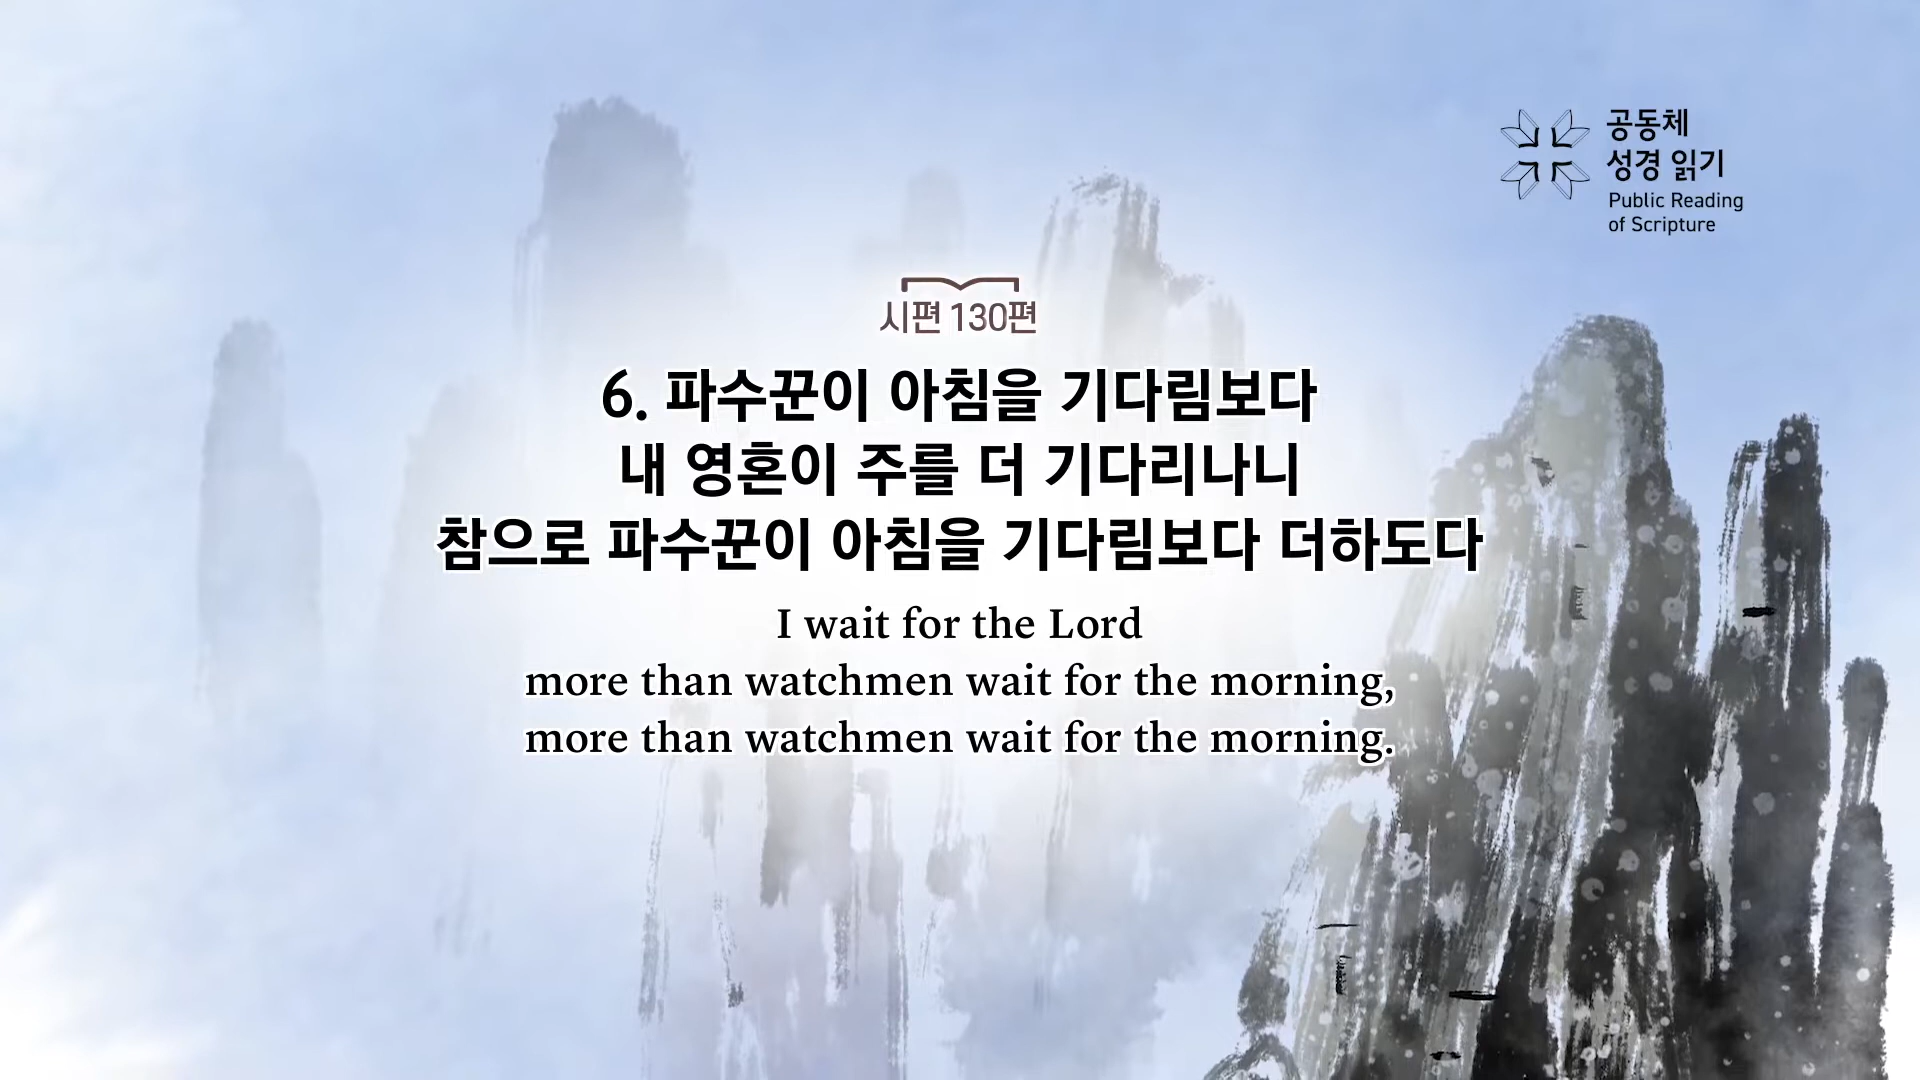 공동체
성경 읽기
Public Reading
of Scripture
시편 130편
6. 파수꾼이 아침을 기다림보다
내 영혼이 주를 더 기다리나니
참으로 파수꾼이 아침을 기다림보다 더하도다
I wait for the Lord
more than watchmen wait for the morning,
more than watchmen wait for the morning.